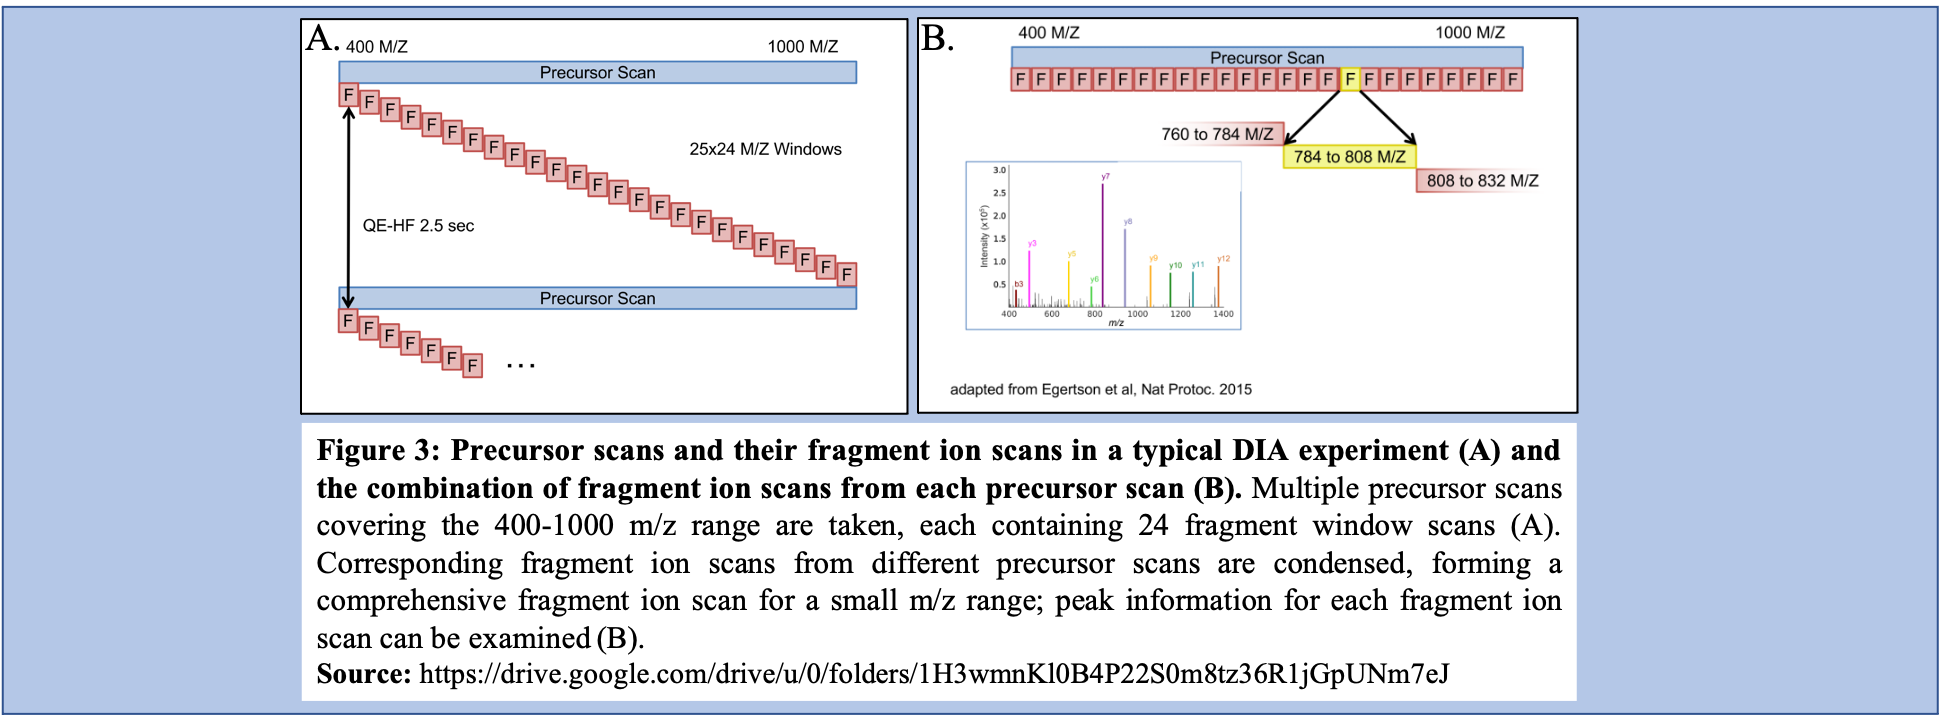 A. 400 M/Z 1000 M/Z
Precursor Scan
F F F F F F F F F F F F F F F F F F F F F F F F F
25x24 M/Z Windows
QE-HF 2.5 sec
Precursor Scan
F F F F F F F ...
B. 400 M/Z 1000 M/Z
Precursor Scan
F F F F F F F F F F F F F F F F F F F F F F F F F
760 to 784 M/Z
784 to 808 M/Z
808 to 832 M/Z
Intensity (x10⁵)
3.0
2.5
2.0
1.5
1.0
0.5
b3 y3 y5 y6 y7 y8 y9 y10 y11 y12
400 600 800 1000 1200 1400
m/z
adapted from Egertson et al, Nat Protoc. 2015
Figure 3: Precursor scans and their fragment ion scans in a typical DIA experiment (A) and
the combination of fragment ion scans from each precursor scan (B). Multiple precursor scans
covering the 400-1000 m/z range are taken, each containing 24 fragment window scans (A).
Corresponding fragment ion scans from different precursor scans are condensed, forming a
comprehensive fragment ion scan for a small m/z range; peak information for each fragment ion
scan can be examined (B).
Source: https://drive.google.com/drive/u/0/folders/1H3wmnKl0B4P22S0m8tz36R1jGpUNm7eJ